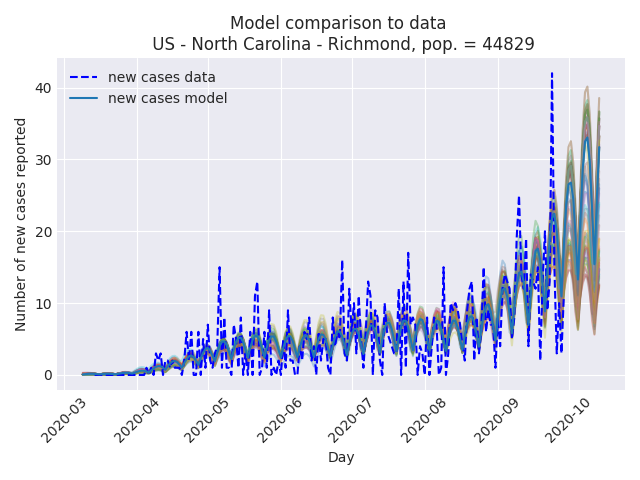 Model comparison to data
US - North Carolina - Richmond, pop. = 44829
new cases data
new cases model
Number of new cases reported
40
30
20
10
0
2020-03
2020-04
2020-05
2020-06
2020-07
2020-08
2020-09
2020-10
Day